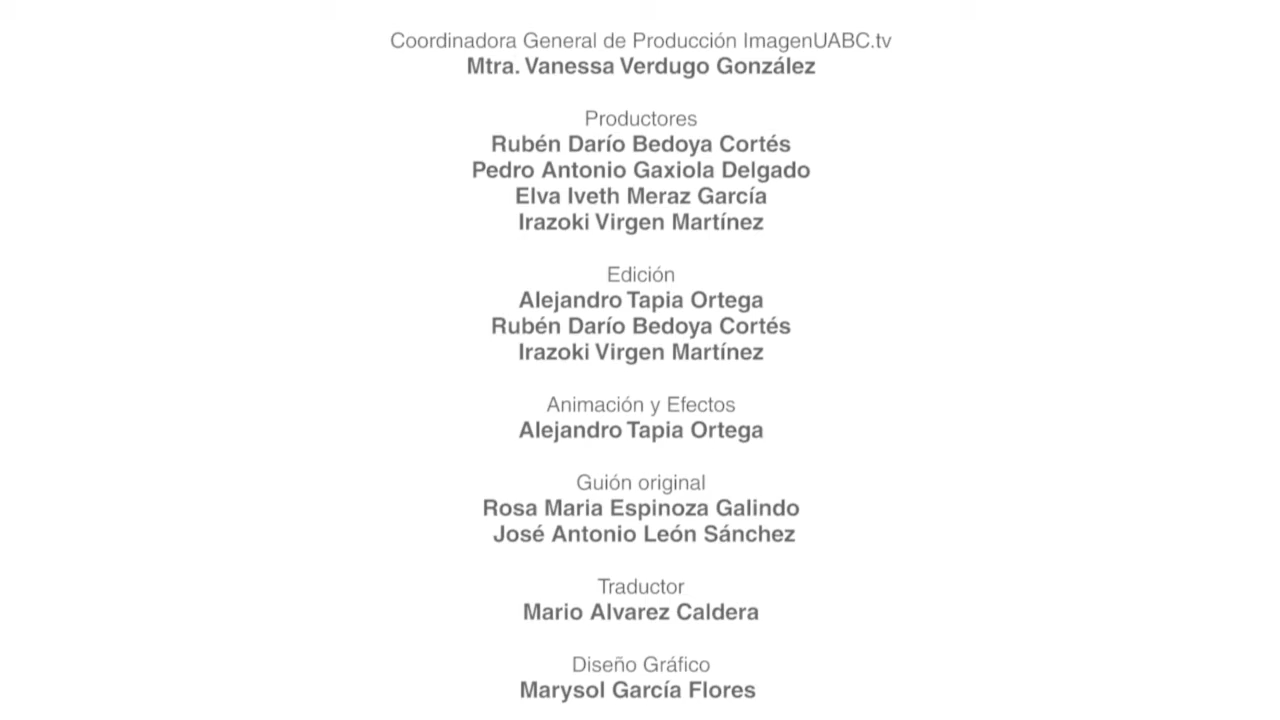 Coordinadora General de Producción ImagenUABC.tv
Mtra. Vanessa Verdugo González
Productores
Rubén Darío Bedoya Cortés
Pedro Antonio Gaxiola Delgado
Elva Iveth Meraz García
Irazoki Virgen Martínez
Edición
Alejandro Tapia Ortega
Rubén Darío Bedoya Cortés
Irazoki Virgen Martínez
Animación y Efectos
Alejandro Tapia Ortega
Guión original
Rosa Maria Espinoza Galindo
José Antonio León Sánchez
Traductor
Mario Alvarez Caldera
Diseño Gráfico
Marysol García Flores